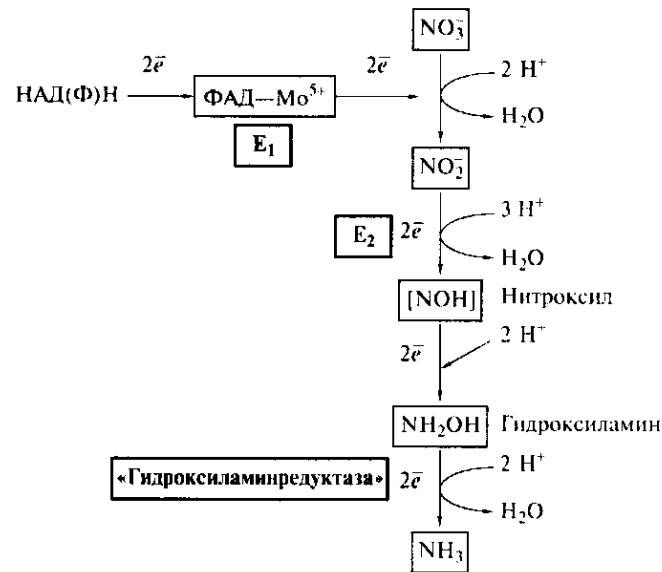 NO₃⁻
2ē
2ē
2 H⁺
НАД(Ф)Н
ФАД—Mo⁵⁺
H₂O
E₁
NO₂⁻
3 H⁺
E₂
2ē
H₂O
[NOH]
Нитроксил
2ē
2 H⁺
NH₂OH
Гидроксиламин
«Гидроксиламинредуктаза»
2ē
2 H⁺
H₂O
NH₃